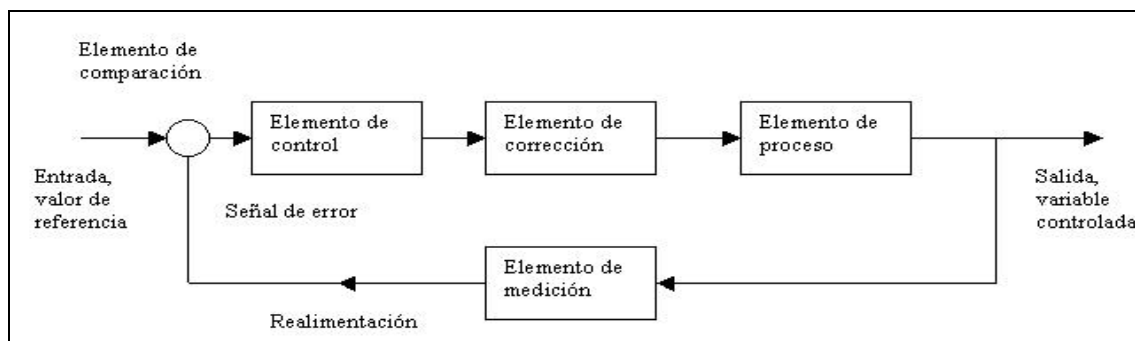 Elemento de
comparación
Elemento de
control
Elemento de
corrección
Elemento de
proceso
Entrada,
valor de
referencia
Señal de error
Salida,
variable
controlada
Elemento de
medición
Realimentación